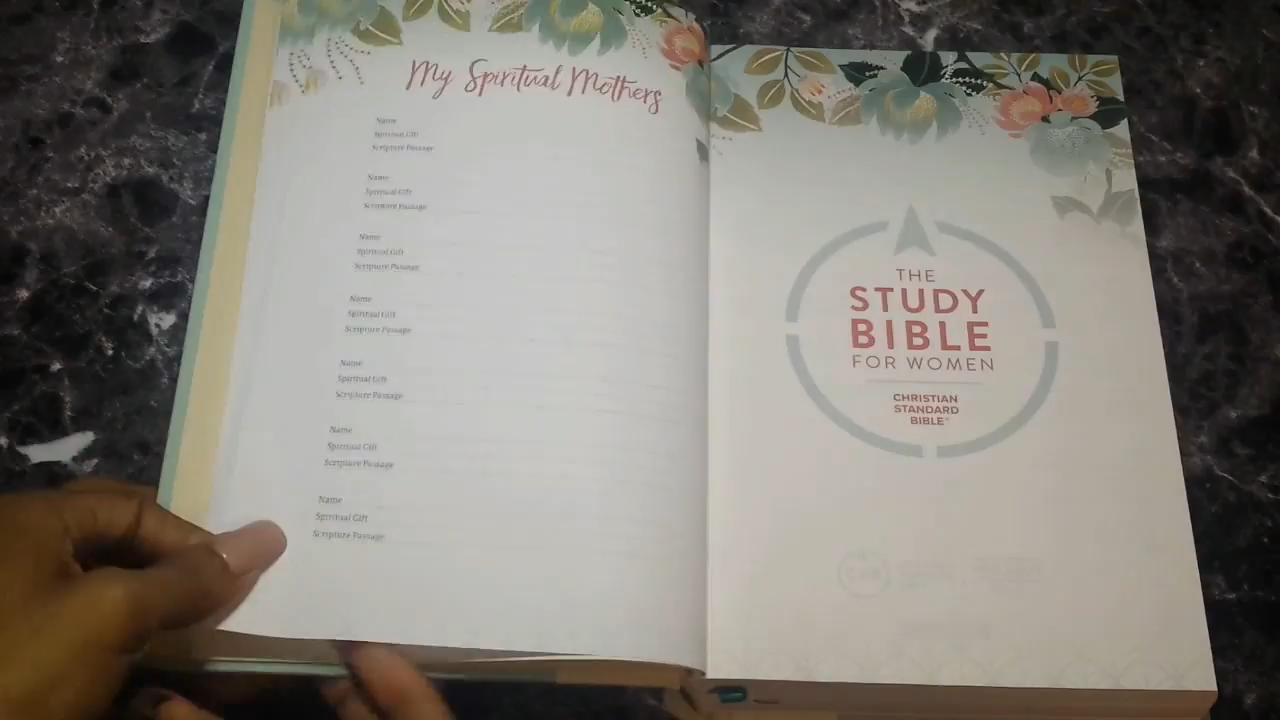 My Spiritual Mothers
Name
Spiritual Gift
Scripture Passage
Name
Spiritual Gift
Scripture Passage
Name
Spiritual Gift
Scripture Passage
Name
Spiritual Gift
Scripture Passage
Name
Spiritual Gift
Scripture Passage
Name
Spiritual Gift
Scripture Passage
Name
Spiritual Gift
Scripture Passage
THE
STUDY
BIBLE
FOR WOMEN
CHRISTIAN
STANDARD
BIBLE®